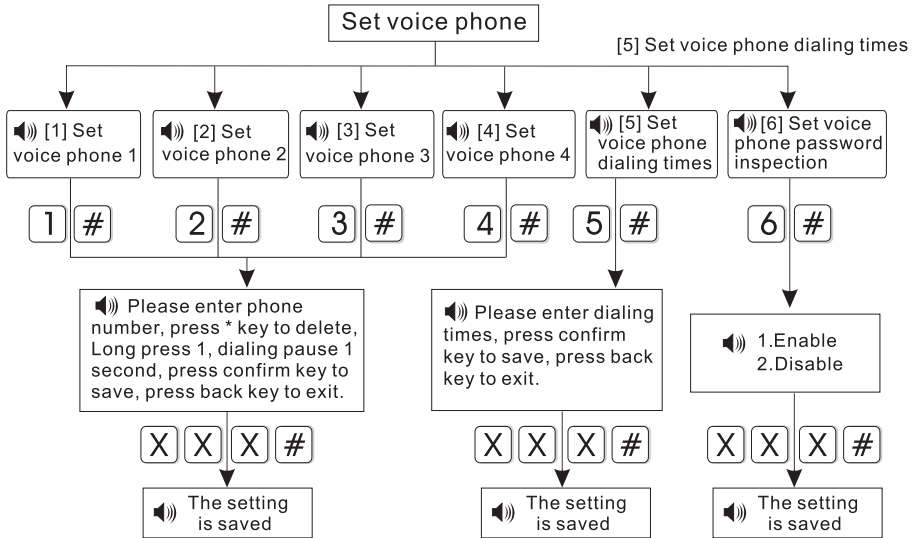 Set voice phone
[5] Set voice phone dialing times
[1] Set
voice phone 1
[2] Set
voice phone 2
[3] Set
voice phone 3
[4] Set
voice phone 4
[5] Set
voice phone
dialing times
[6] Set voice
phone password
inspection
1 #
2 #
3 #
4 #
5 #
6 #
Please enter phone
number, press * key to delete,
Long press 1, dialing pause 1
second, press confirm key to
save, press back key to exit.
Please enter dialing
times, press confirm
key to save, press back
key to exit.
1.Enable
2.Disable
X X X #
X X X #
X X X #
The setting
is saved
The setting
is saved
The setting
is saved